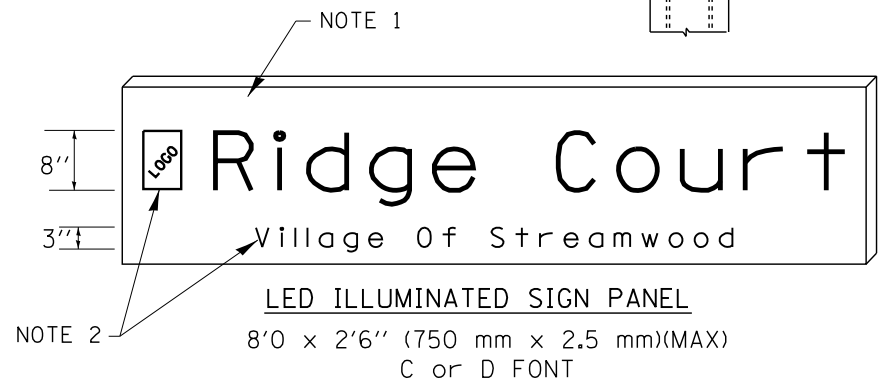 NOTE 1
8''
LOGO
Ridge Court
3''
Village Of Streamwood
LED ILLUMINATED SIGN PANEL
NOTE 2
8'0 x 2'6'' (750 mm x 2.5 mm)(MAX)
C or D FONT